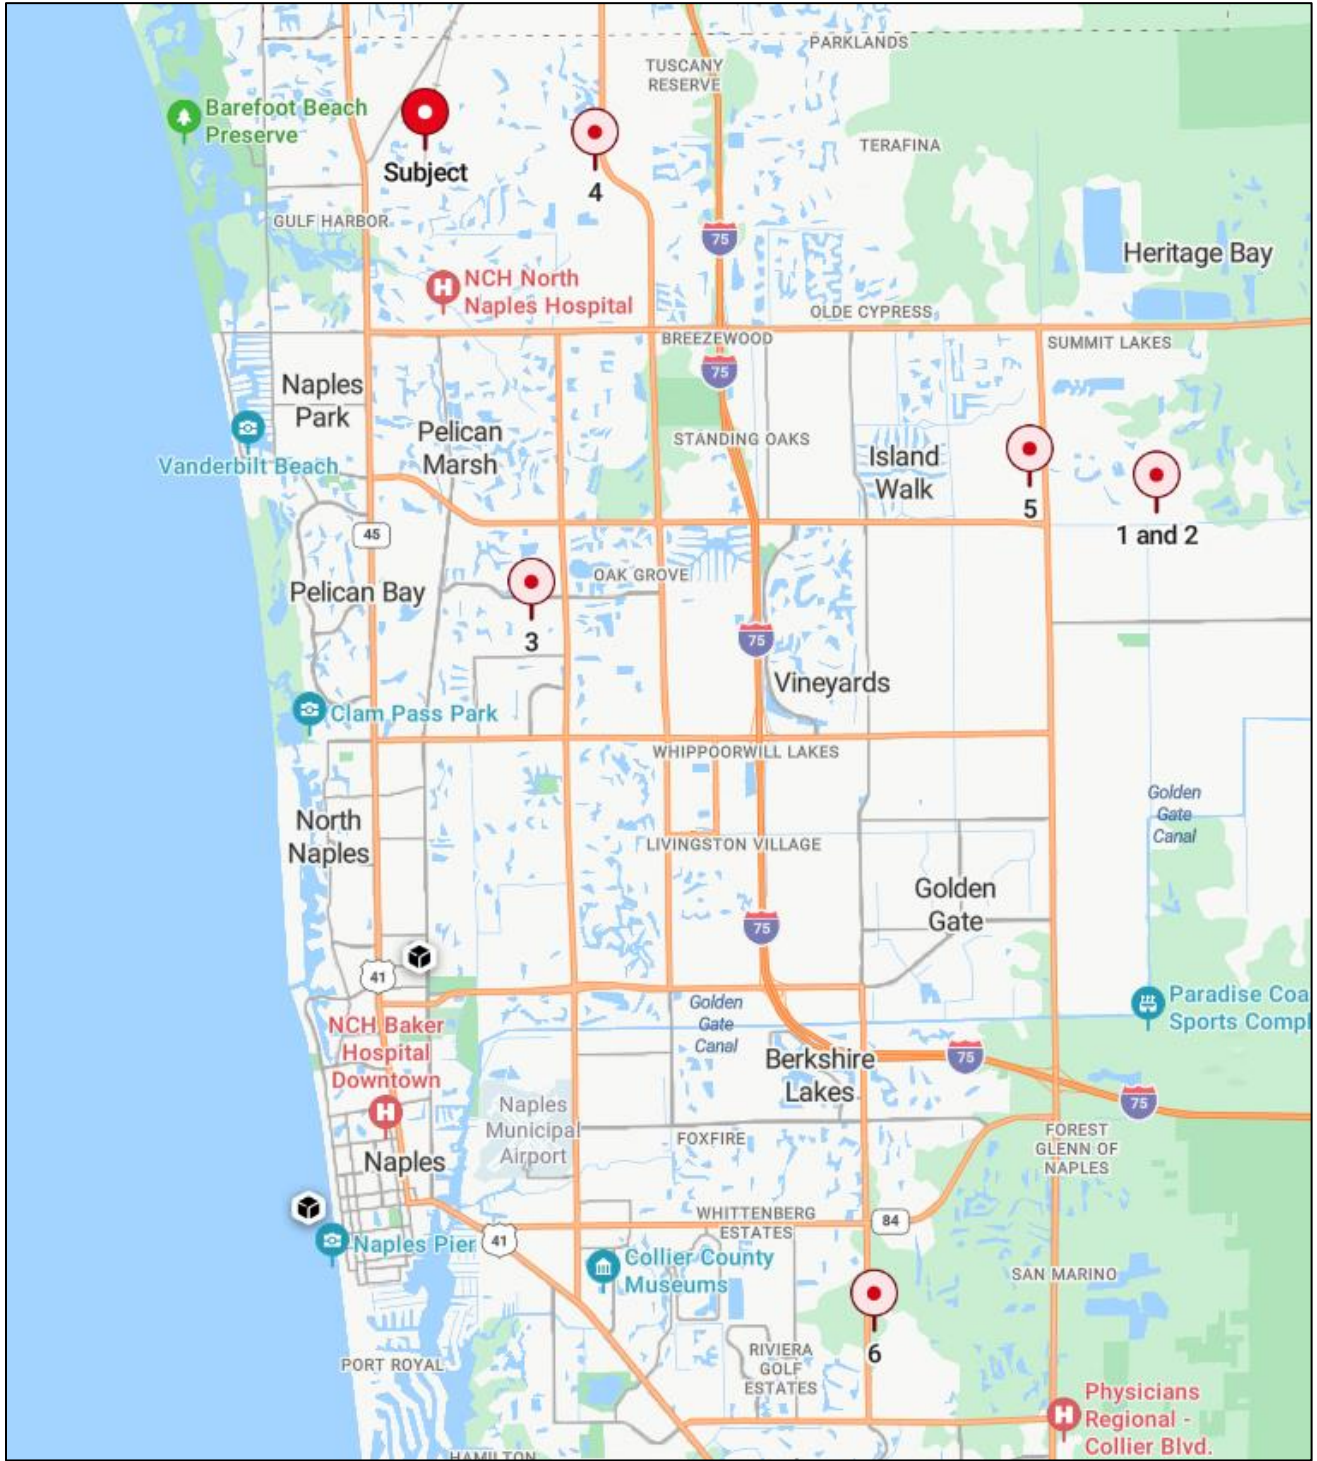 PARKLANDS
TUSCANY
RESERVE
Barefoot Beach
Preserve
Subject
4
TERAFINA
GULF HARBOR
75
Heritage Bay
NCH North
Naples Hospital
OLDE CYPRESS
BREEZEWOOD
SUMMIT LAKES
75
Naples
Park
Pelican
Marsh
STANDING OAKS
Island
Walk
Vanderbilt Beach
5
1 and 2
45
OAK GROVE
Pelican Bay
3
75
Vineyards
Clam Pass Park
WHIPPOORWILL LAKES
Golden
Gate
Canal
North
Naples
LIVINGSTON VILLAGE
Golden
Gate
75
41
Golden
Gate
Canal
Paradise Coa
Sports Compl
NCH Baker
Hospital
Downtown
Berkshire
Lakes
75
75
Naples
Municipal
Airport
FOXFIRE
FOREST
GLENN OF
NAPLES
Naples
WHITTENBERG
ESTATES
84
41
Naples Pier
Collier County
Museums
SAN MARINO
6
RIVIERA
GOLF
ESTATES
PORT ROYAL
Physicians
Regional -
Collier Blvd.
HAMILTON
H
H
H